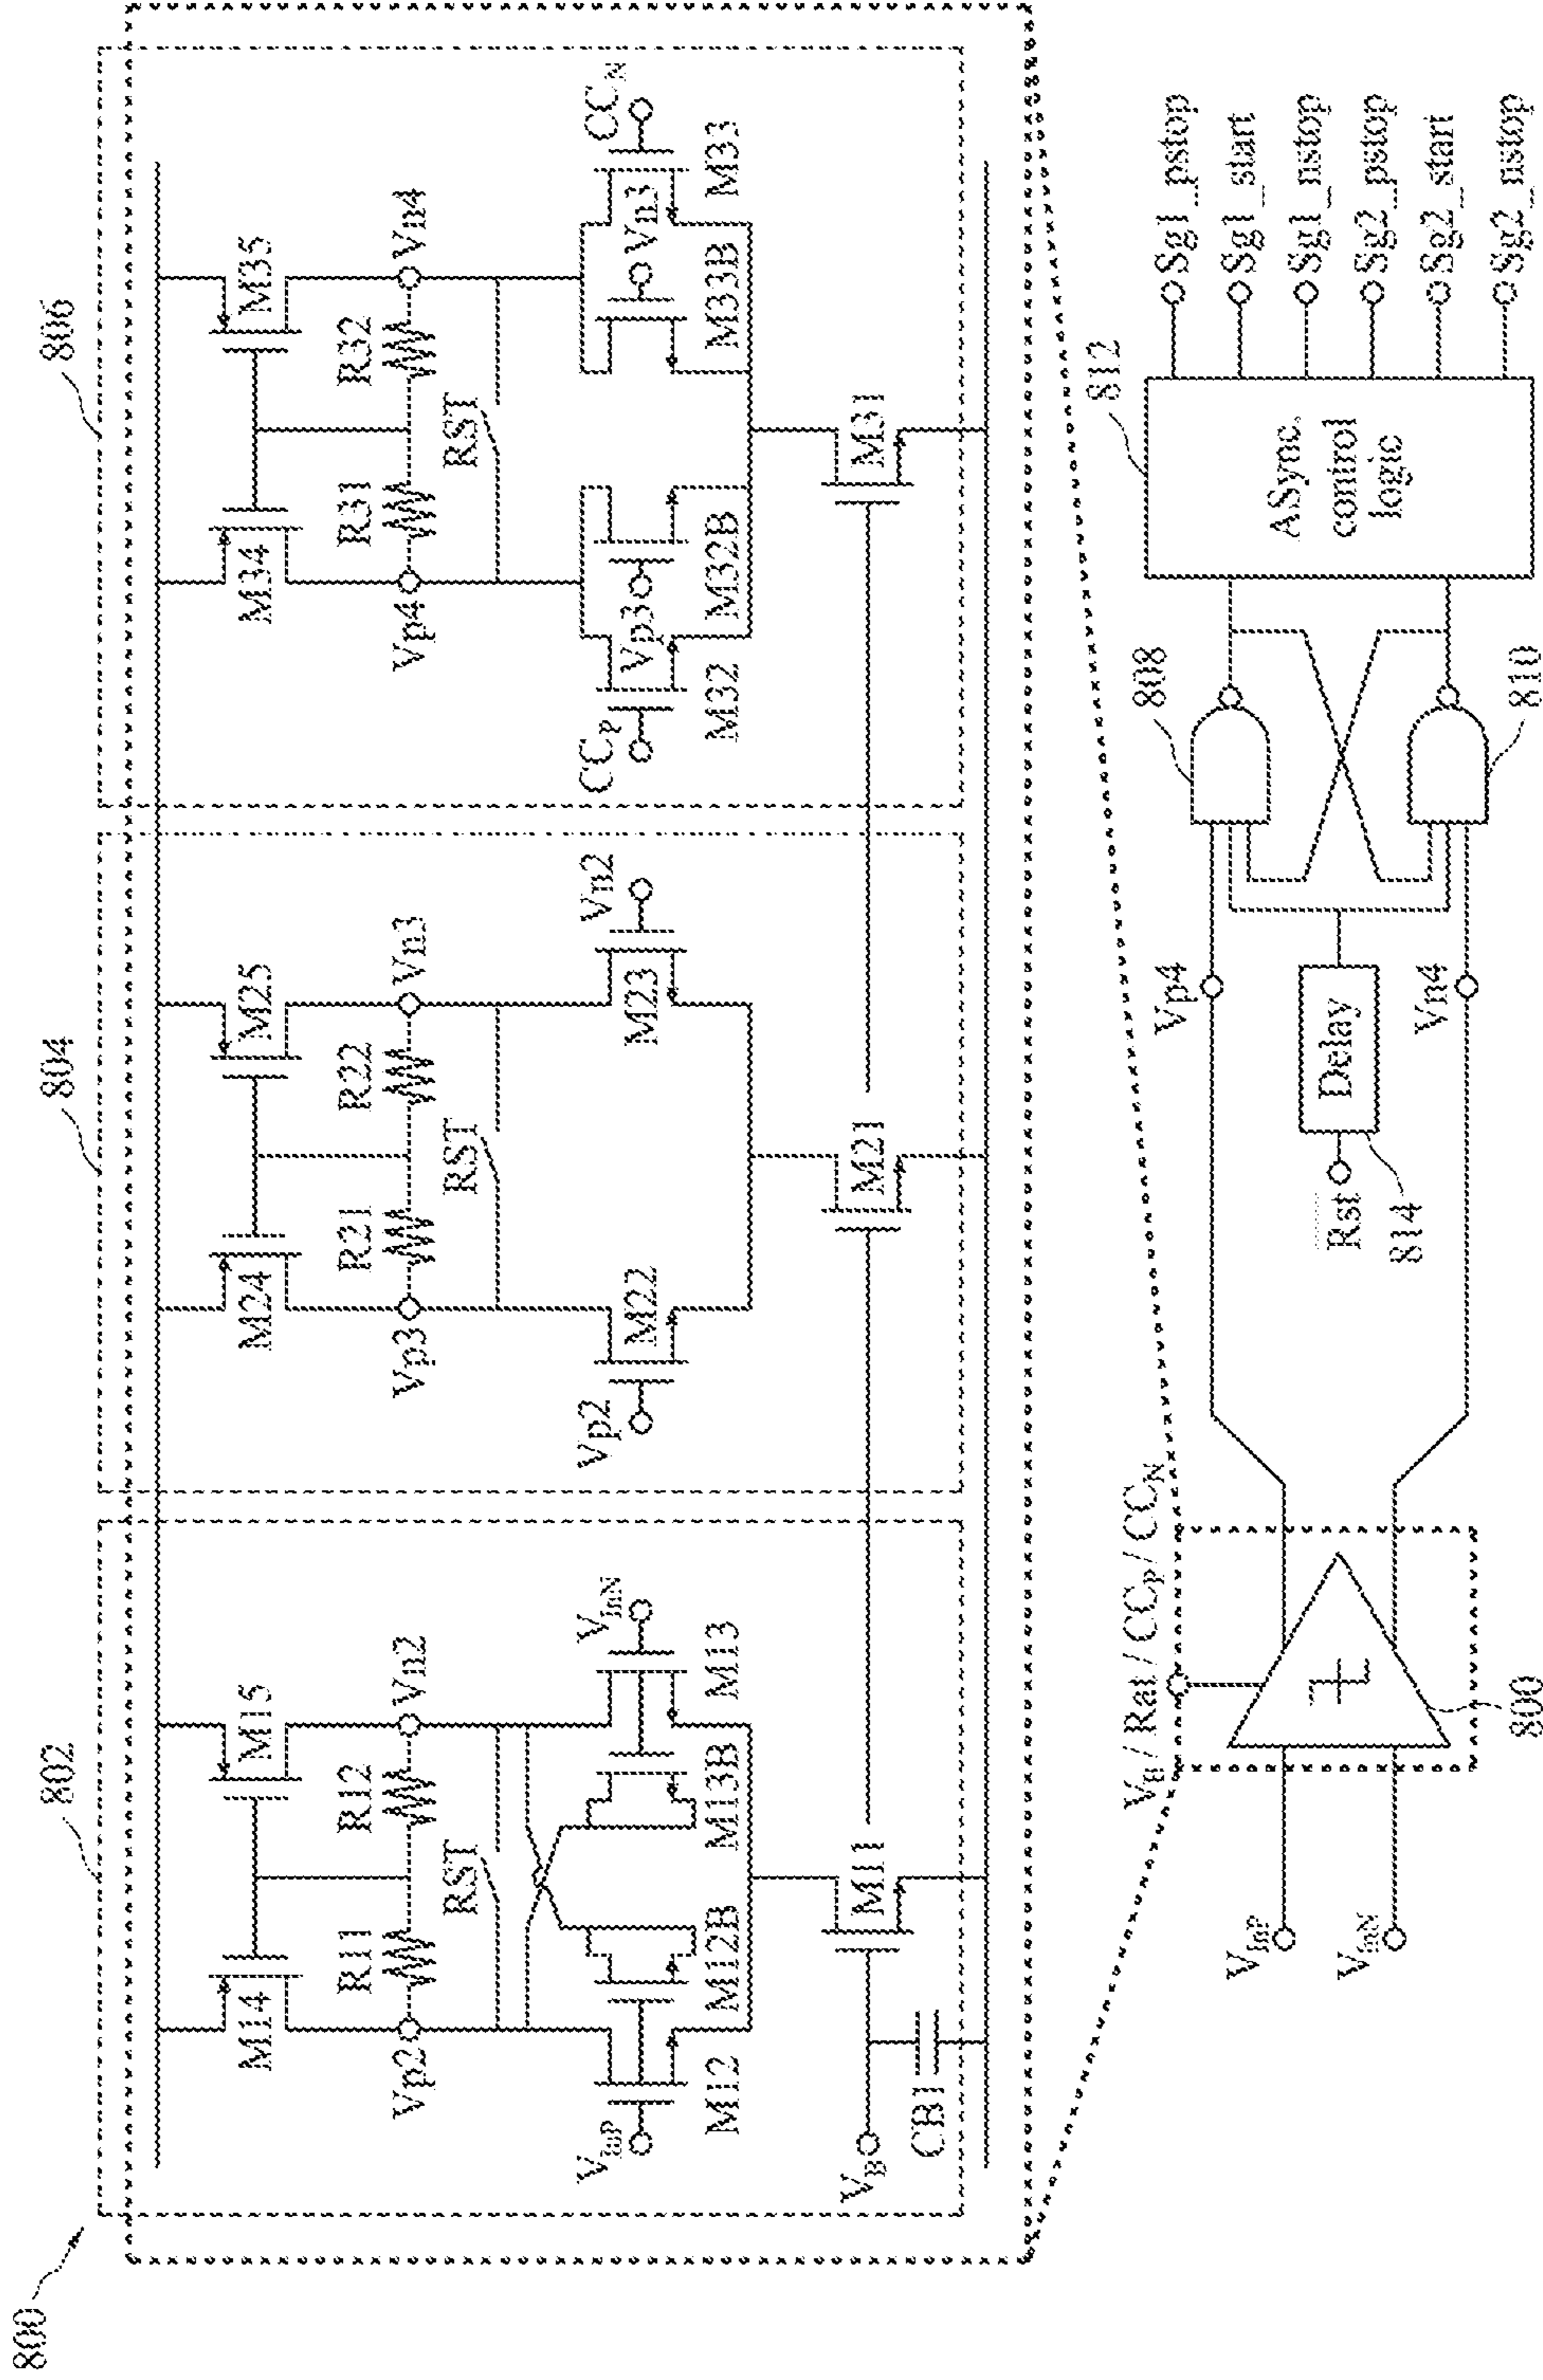 800
802
804
806
M14
M15
M24
M25
M34
M35
R11
R12
R21
R22
R31
R32
Vp2
Vn2
Vp3
Vn3
Vp4
Vn4
RST
RST
RST
VinP
VinN
Vp2
Vn2
CCP
Vp3
Vn3
CCN
M12
M12B
M13B
M13
M22
M23
M32
M32B
M33B
M33
M11
M21
M31
VB
CB1
VB / Rst / CCP / CCN
VinP
VinN
800
Vp4
Vn4
Rst
Delay
814
808
810
812
ASync.
control
logic
Sg1_pstop
Sg1_start
Sg1_nstop
Sg2_pstop
Sg2_start
Sg2_nstop